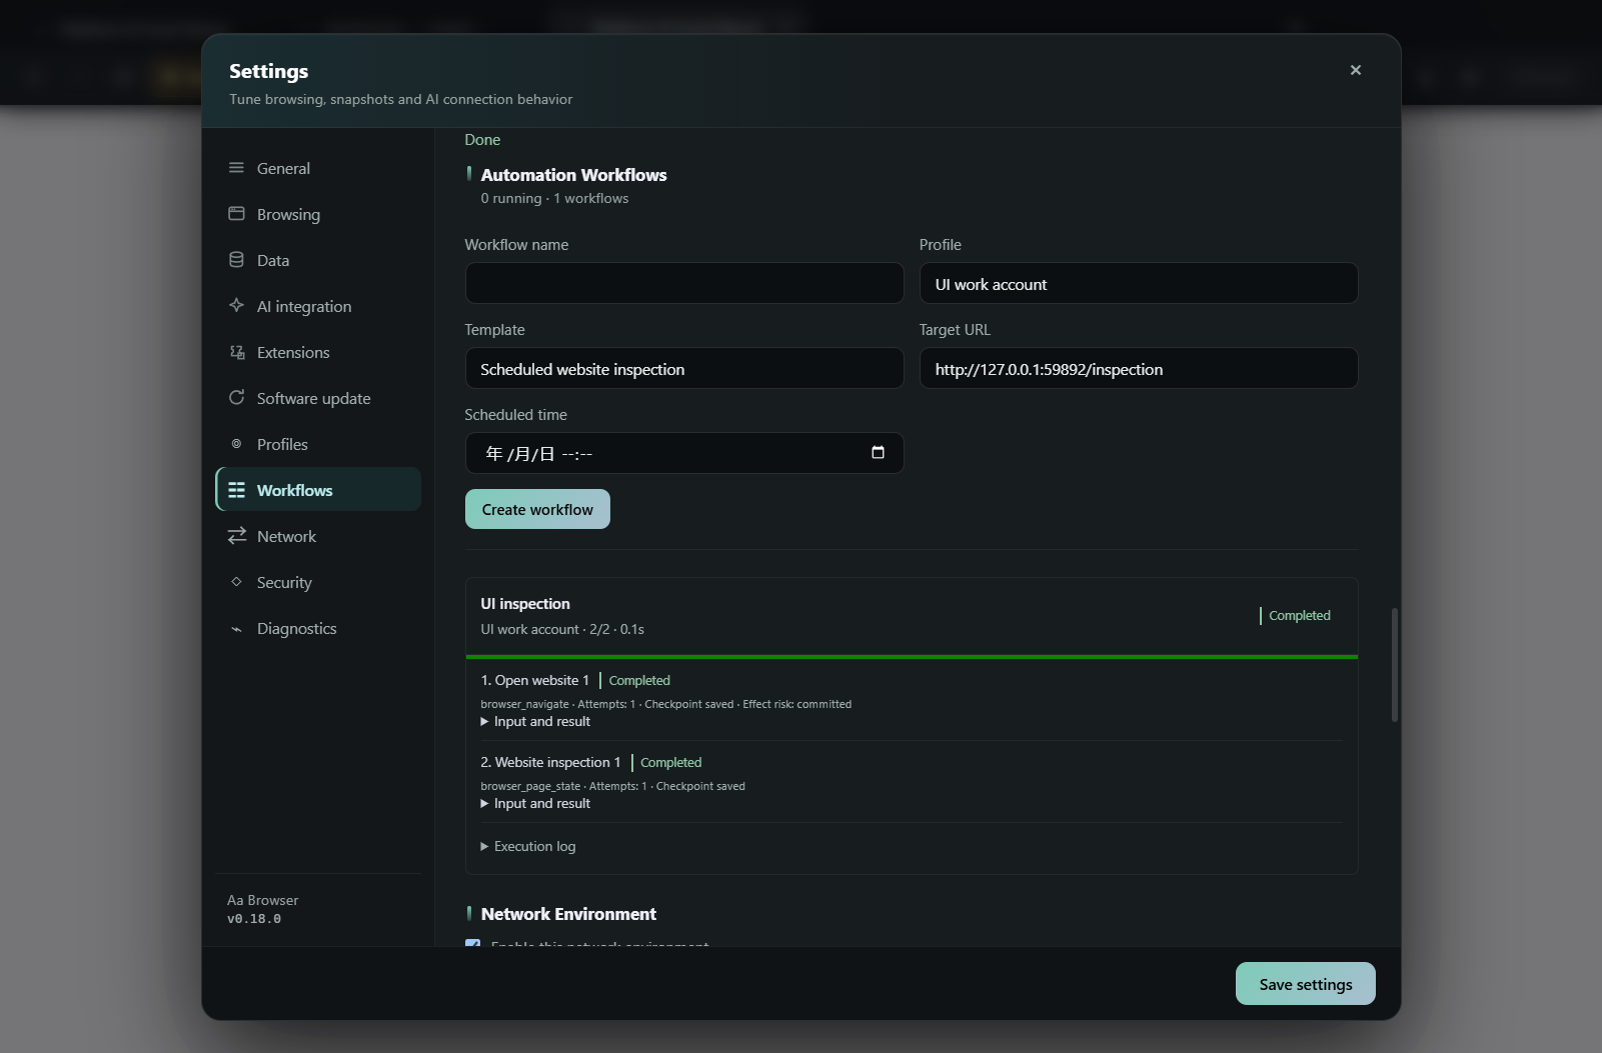 Settings
Tune browsing, snapshots and AI connection behavior
General
Browsing
Data
AI integration
Extensions
Software update
Profiles
Workflows
Network
Security
Diagnostics
Aa Browser
v0.18.0
Done
Automation Workflows
0 running · 1 workflows
Workflow name
Profile
UI work account
Template
Target URL
Scheduled website inspection
http://127.0.0.1:59892/inspection
Scheduled time
年 /月/日 --:--
Create workflow
UI inspection
UI work account · 2/2 · 0.1s
Completed
1. Open website 1 Completed
browser_navigate · Attempts: 1 · Checkpoint saved · Effect risk: committed
Input and result
2. Website inspection 1 Completed
browser_page_state · Attempts: 1 · Checkpoint saved
Input and result
Execution log
Network Environment
Enable this network environment
Save settings